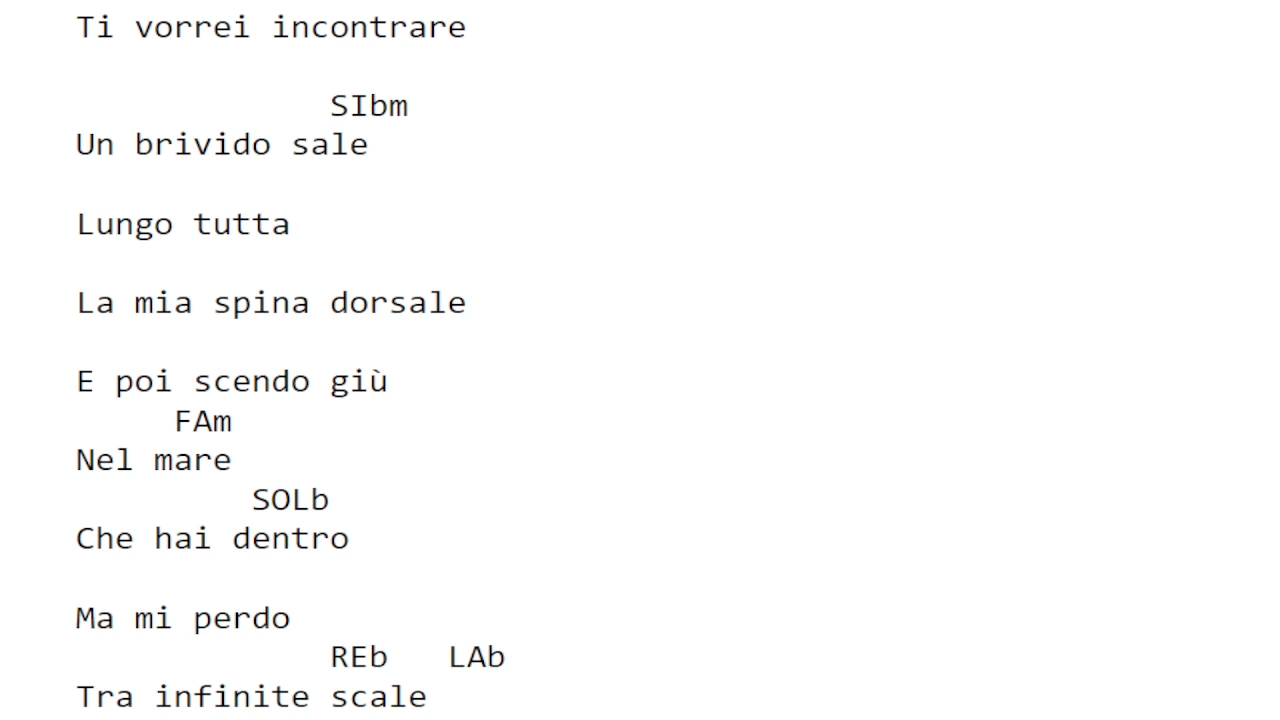 Ti vorrei incontrare
SIbm
Un brivido sale
Lungo tutta
La mia spina dorsale
E poi scendo giù
FAm
Nel mare
SOLb
Che hai dentro
Ma mi perdo
REb LAb
Tra infinite scale